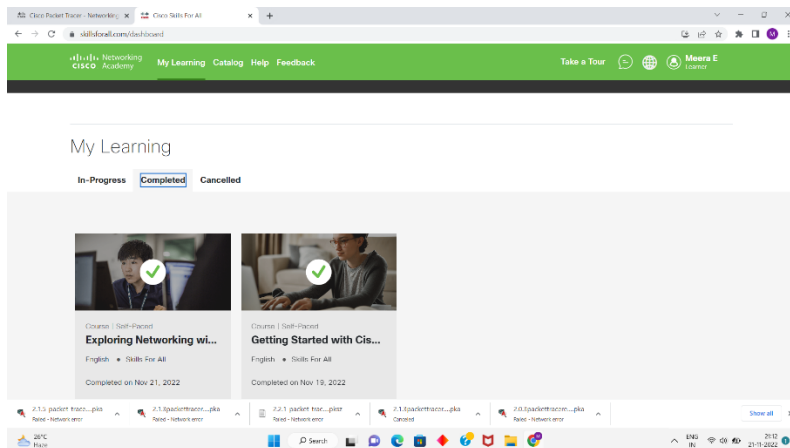 Cisco Packet Tracer - Networking
Cisco Skills For All
skillsforall.com/dashboard
M
Networking
CISCO Academy
My Learning Catalog Help Feedback
Take a Tour
Meera E
Learner
My Learning
In-Progress Completed Cancelled
Course | Self-Paced
Exploring Networking wi...
English • Skills For All
Completed on Nov 21, 2022
Course | Self-Paced
Getting Started with Cis...
English • Skills For All
Completed on Nov 19, 2022
Failed - Network error
Failed - Network error
Failed - Network error
Canceled
Failed - Network error
Show all
26°C
Haze
Search
ENG
IN
21:12
21-11-2022